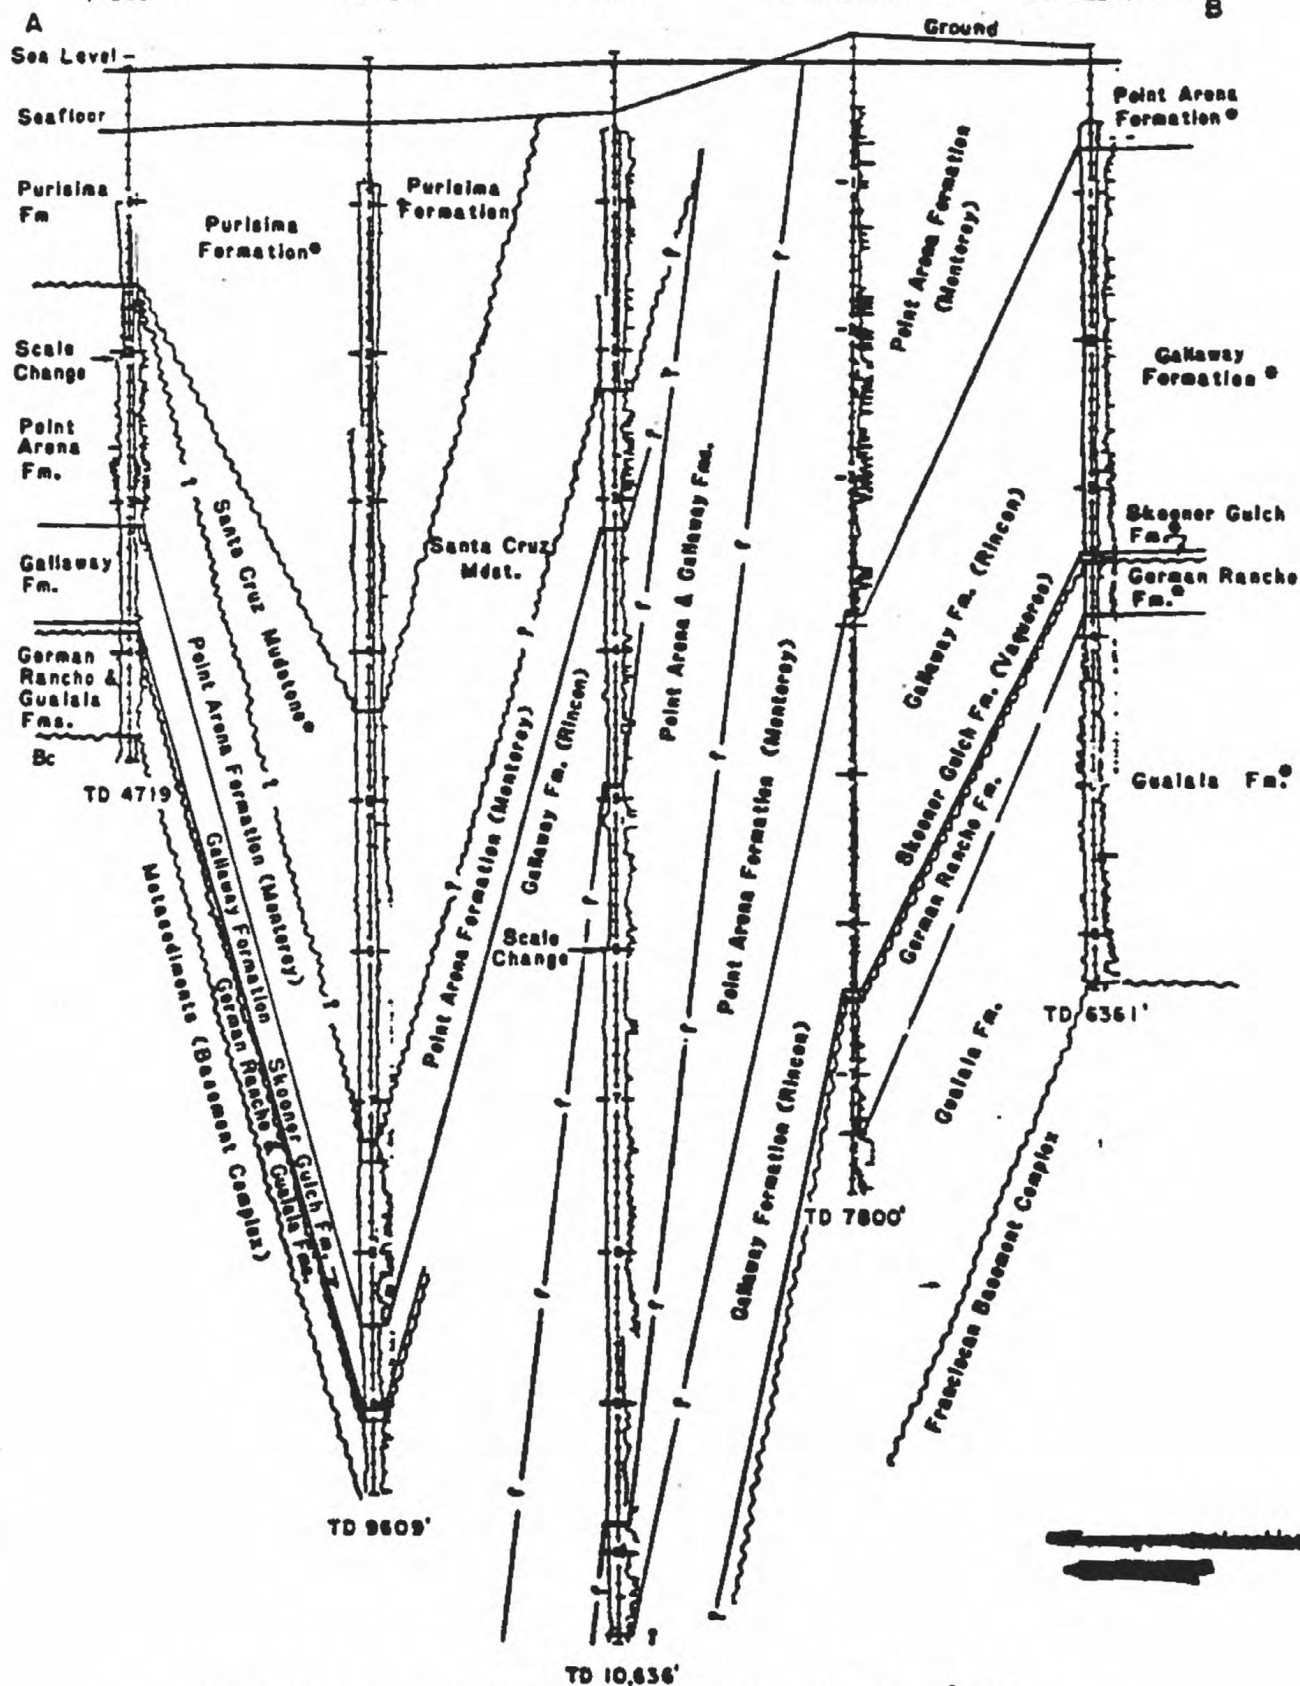 A
B
Sea Level
Ground
Seafloor
Point Arena
Formation*
Purisima
Fm
Purisima
Formation*
Purisima
Formation
Point Arena Formation
(Monterey)
Scale
Change
Gallaway
Formation*
Point
Arena
Fm.
Santa Cruz Mudstone*
Santa Cruz
Mdst.
Point Arena & Gallaway Fms.
Gallaway Fm. (Rincon)
Skooner Gulch
Fm.*
German Rancho
Fm.*
Gallaway
Fm.
German
Rancho &
Gualala
Fms.
Bc
TD 4719
Point Arena Formation (Monterey)
Gallaway Formation
Skooner Gulch Fm.
German Rancho & Gualala Fms.
Metasediments (Basement Complex)
Point Arena Formation (Monterey)
Gallaway Fm. (Rincon)
Scale
Change
Point Arena Formation (Monterey)
Gallaway Formation (Rincon)
Skooner Gulch Fm. (Vaqueros)
German Rancho Fm.
Gualala Fm.*
Gualala Fm.
TD 6361'
TD 7800'
Franciscan Basement Complex
TD 9609'
TD 10,636'
? ? ? ? ? ? ? ? ? ? ? ? ? ? ? ? ? ? ? ? ? ?